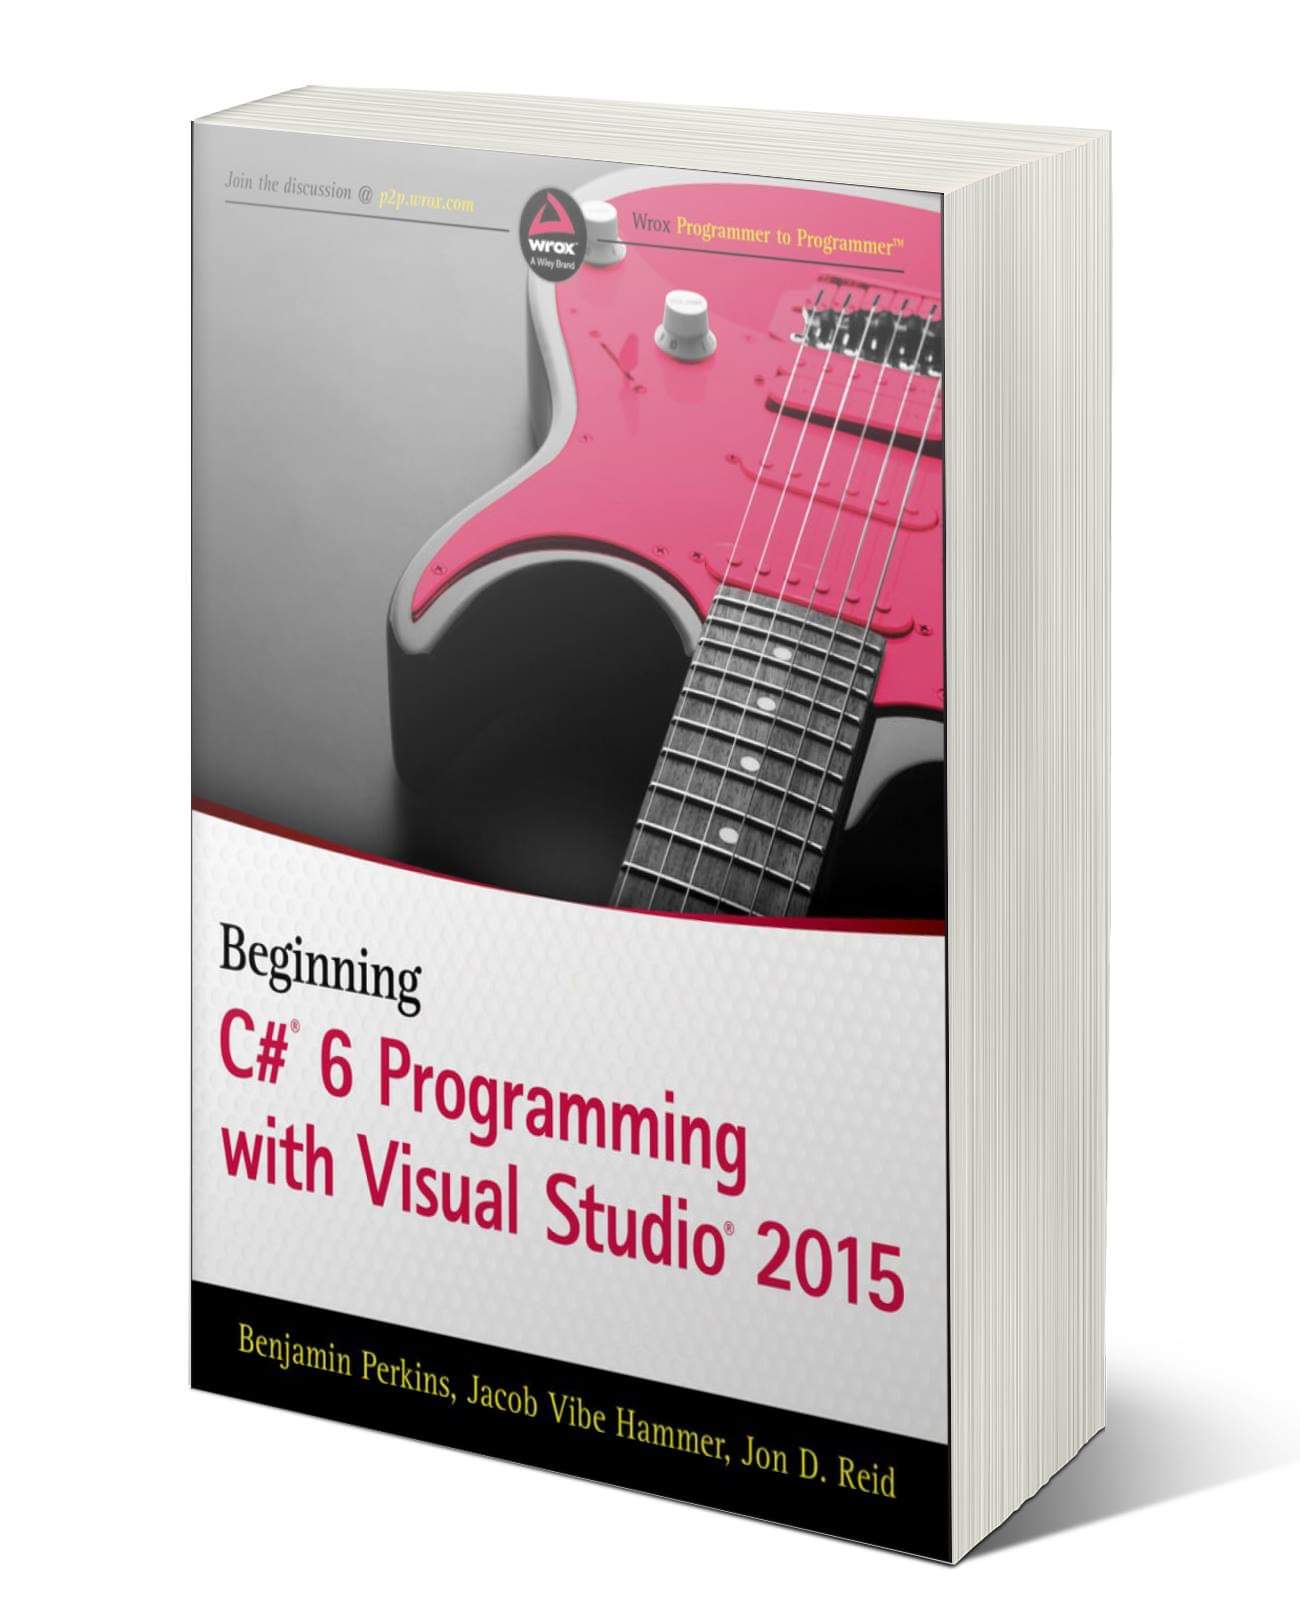 Join the discussion @ p2p.wrox.com
wrox™
A Wiley Brand
Wrox Programmer to Programmer™
Beginning
C#® 6 Programming
with Visual Studio® 2015
Benjamin Perkins, Jacob Vibe Hammer, Jon D. Reid